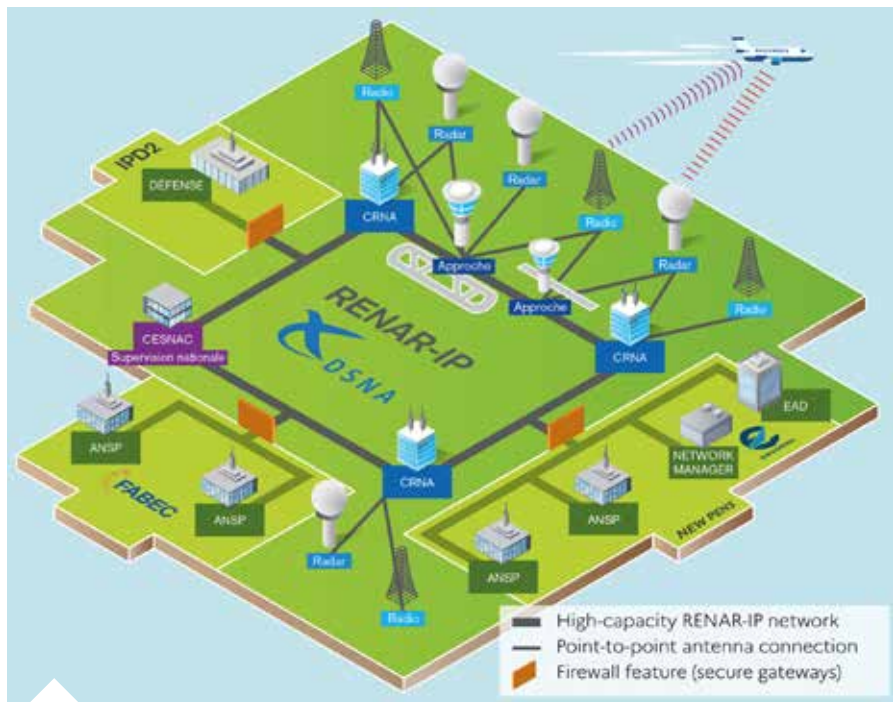 Radio
Radar
Radar
IPD2
DÉFENSE
CRNA
Radio
Radar
Radio
Approche
Approche
RENAR-IP
DSNA
CESNAC
Supervision nationale
CRNA
EAD
ANSP
NETWORK
MANAGER
CRNA
FABEC
ANSP
ANSP
NEW PENS
Radar
ANSP
Radio
High-capacity RENAR-IP network
Point-to-point antenna connection
Firewall feature (secure gateways)